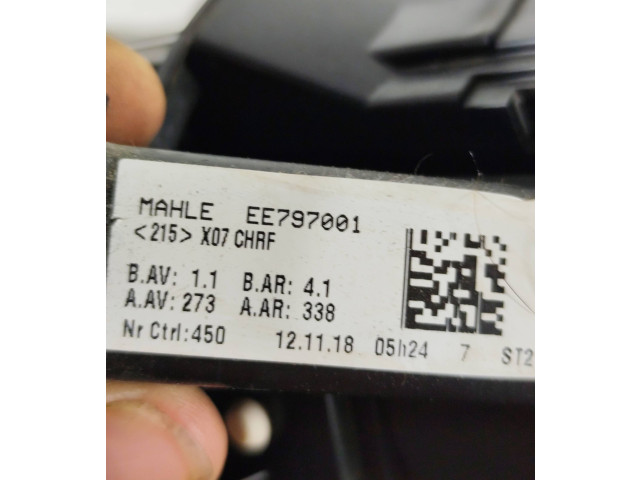 MAHLE EE797001
<215> X07 CHRF
B.AV: 1.1 B.AR: 4.1
A.AV: 273 A.AR: 338
Nr Ctrl:450 12.11.18 05h24 7 ST2